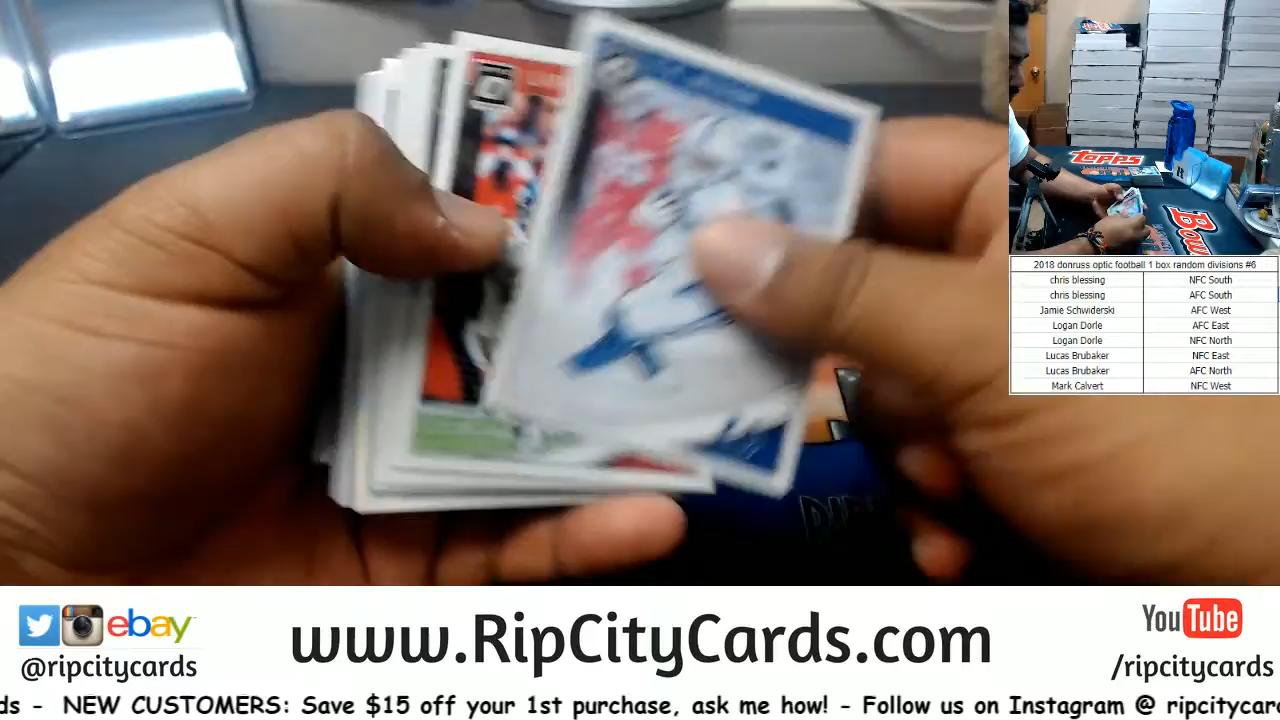 TOPPS
2018 donruss optic football 1 box random divisions #6
chris blessing NFC South
chris blessing AFC South
Jamie Schwiderski AFC West
Logan Dorle AFC East
Logan Dorle NFC North
Lucas Brubaker NFC East
Lucas Brubaker AFC North
Mark Calvert NFC West
ebay
@ripcitycards
www.RipCityCards.com
YouTube
/ripcitycards
ds - NEW CUSTOMERS: Save $15 off your 1st purchase, ask me how! - Follow us on Instagram @ ripcitycar